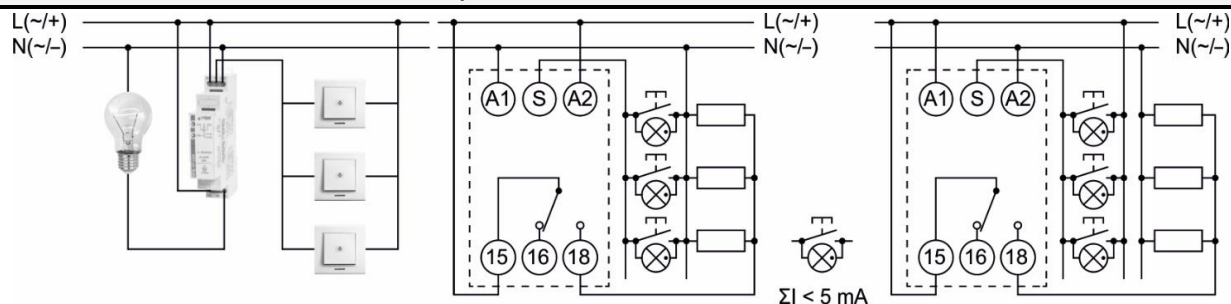 L(~/+) L(~/+) L(~/+)
N(~/–) N(~/–) N(~/–)
A1 S A2 A1 S A2
15 16 18 15 16 18
ΣI < 5 mA